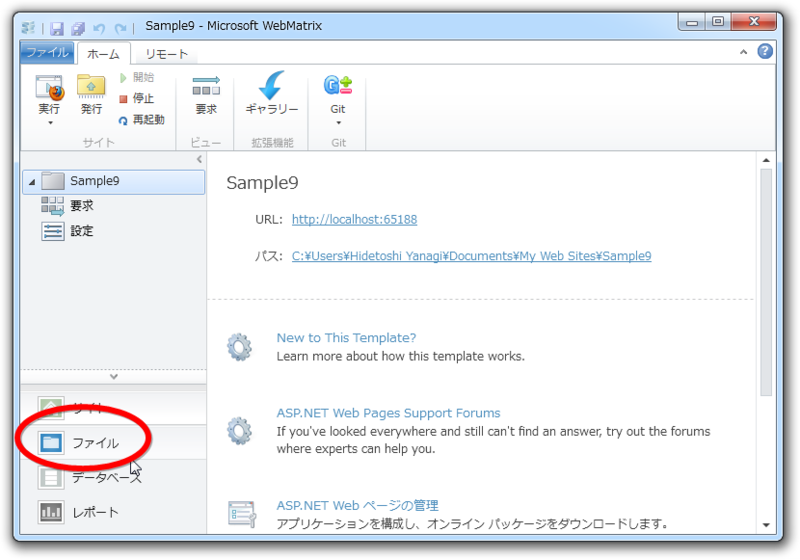 Sample9 - Microsoft WebMatrix
ファイル ホーム リモート
実行
発行
開始
停止
再起動
サイト
要求
ビュー
ギャラリー
拡張機能
Git
Git
Sample9
要求
設定
サイト
ファイル
データベース
レポート
Sample9
URL: http://localhost:65188
パス: C:¥Users¥Hidetoshi Yanagi¥Documents¥My Web Sites¥Sample9
New to This Template?
Learn more about how this template works.
ASP.NET Web Pages Support Forums
If you've looked everywhere and still can't find an answer, try out the forums
where experts can help you.
ASP.NET Web ページの管理
アプリケーションを構成し、オンライン パッケージをダウンロードします。